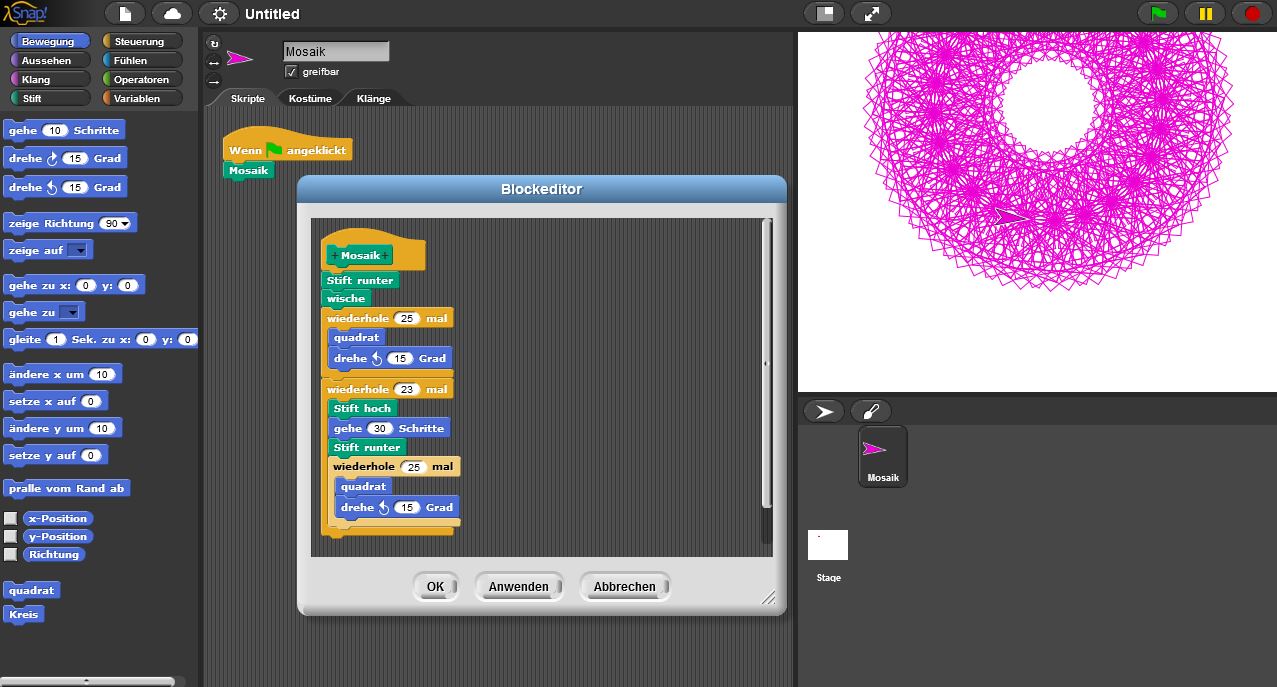 Snap!
Untitled
Bewegung Steuerung
Aussehen Fühlen
Klang Operatoren
Stift Variablen
gehe 10 Schritte
drehe 15 Grad
drehe 15 Grad
zeige Richtung 90
zeige auf
gehe zu x: 0 y: 0
gehe zu
gleite 1 Sek. zu x: 0 y: 0
ändere x um 10
setze x auf 0
ändere y um 10
setze y auf 0
pralle vom Rand ab
x-Position
y-Position
Richtung
quadrat
Kreis
Mosaik
greifbar
Skripte Kostüme Klänge
Wenn angeklickt
Mosaik
Blockeditor
+ Mosaik +
Stift runter
wische
wiederhole 25 mal
quadrat
drehe 15 Grad
wiederhole 23 mal
Stift hoch
gehe 30 Schritte
Stift runter
wiederhole 25 mal
quadrat
drehe 15 Grad
OK Anwenden Abbrechen
Mosaik
Stage